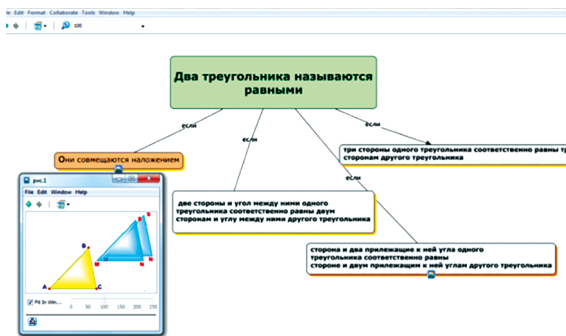 Edit Format Collaborate Tools Window Help
100
Два треугольника называются
равными
если
если
если
если
Они совмещаются наложением
три стороны одного треугольника соответственно равны
сторонам другого треугольника
две стороны и угол между ними одного
треугольника соответственно равны двум
сторонам и углу между ними другого треугольника
сторона и два прилежащие к ней угла одного
треугольника соответственно равны
стороне и двум прилежащим к ней углам другого треугольника
рис.1
File Edit Window Help
B
A
C
M
N
Fit In Win...
0 50 100 150 200 250